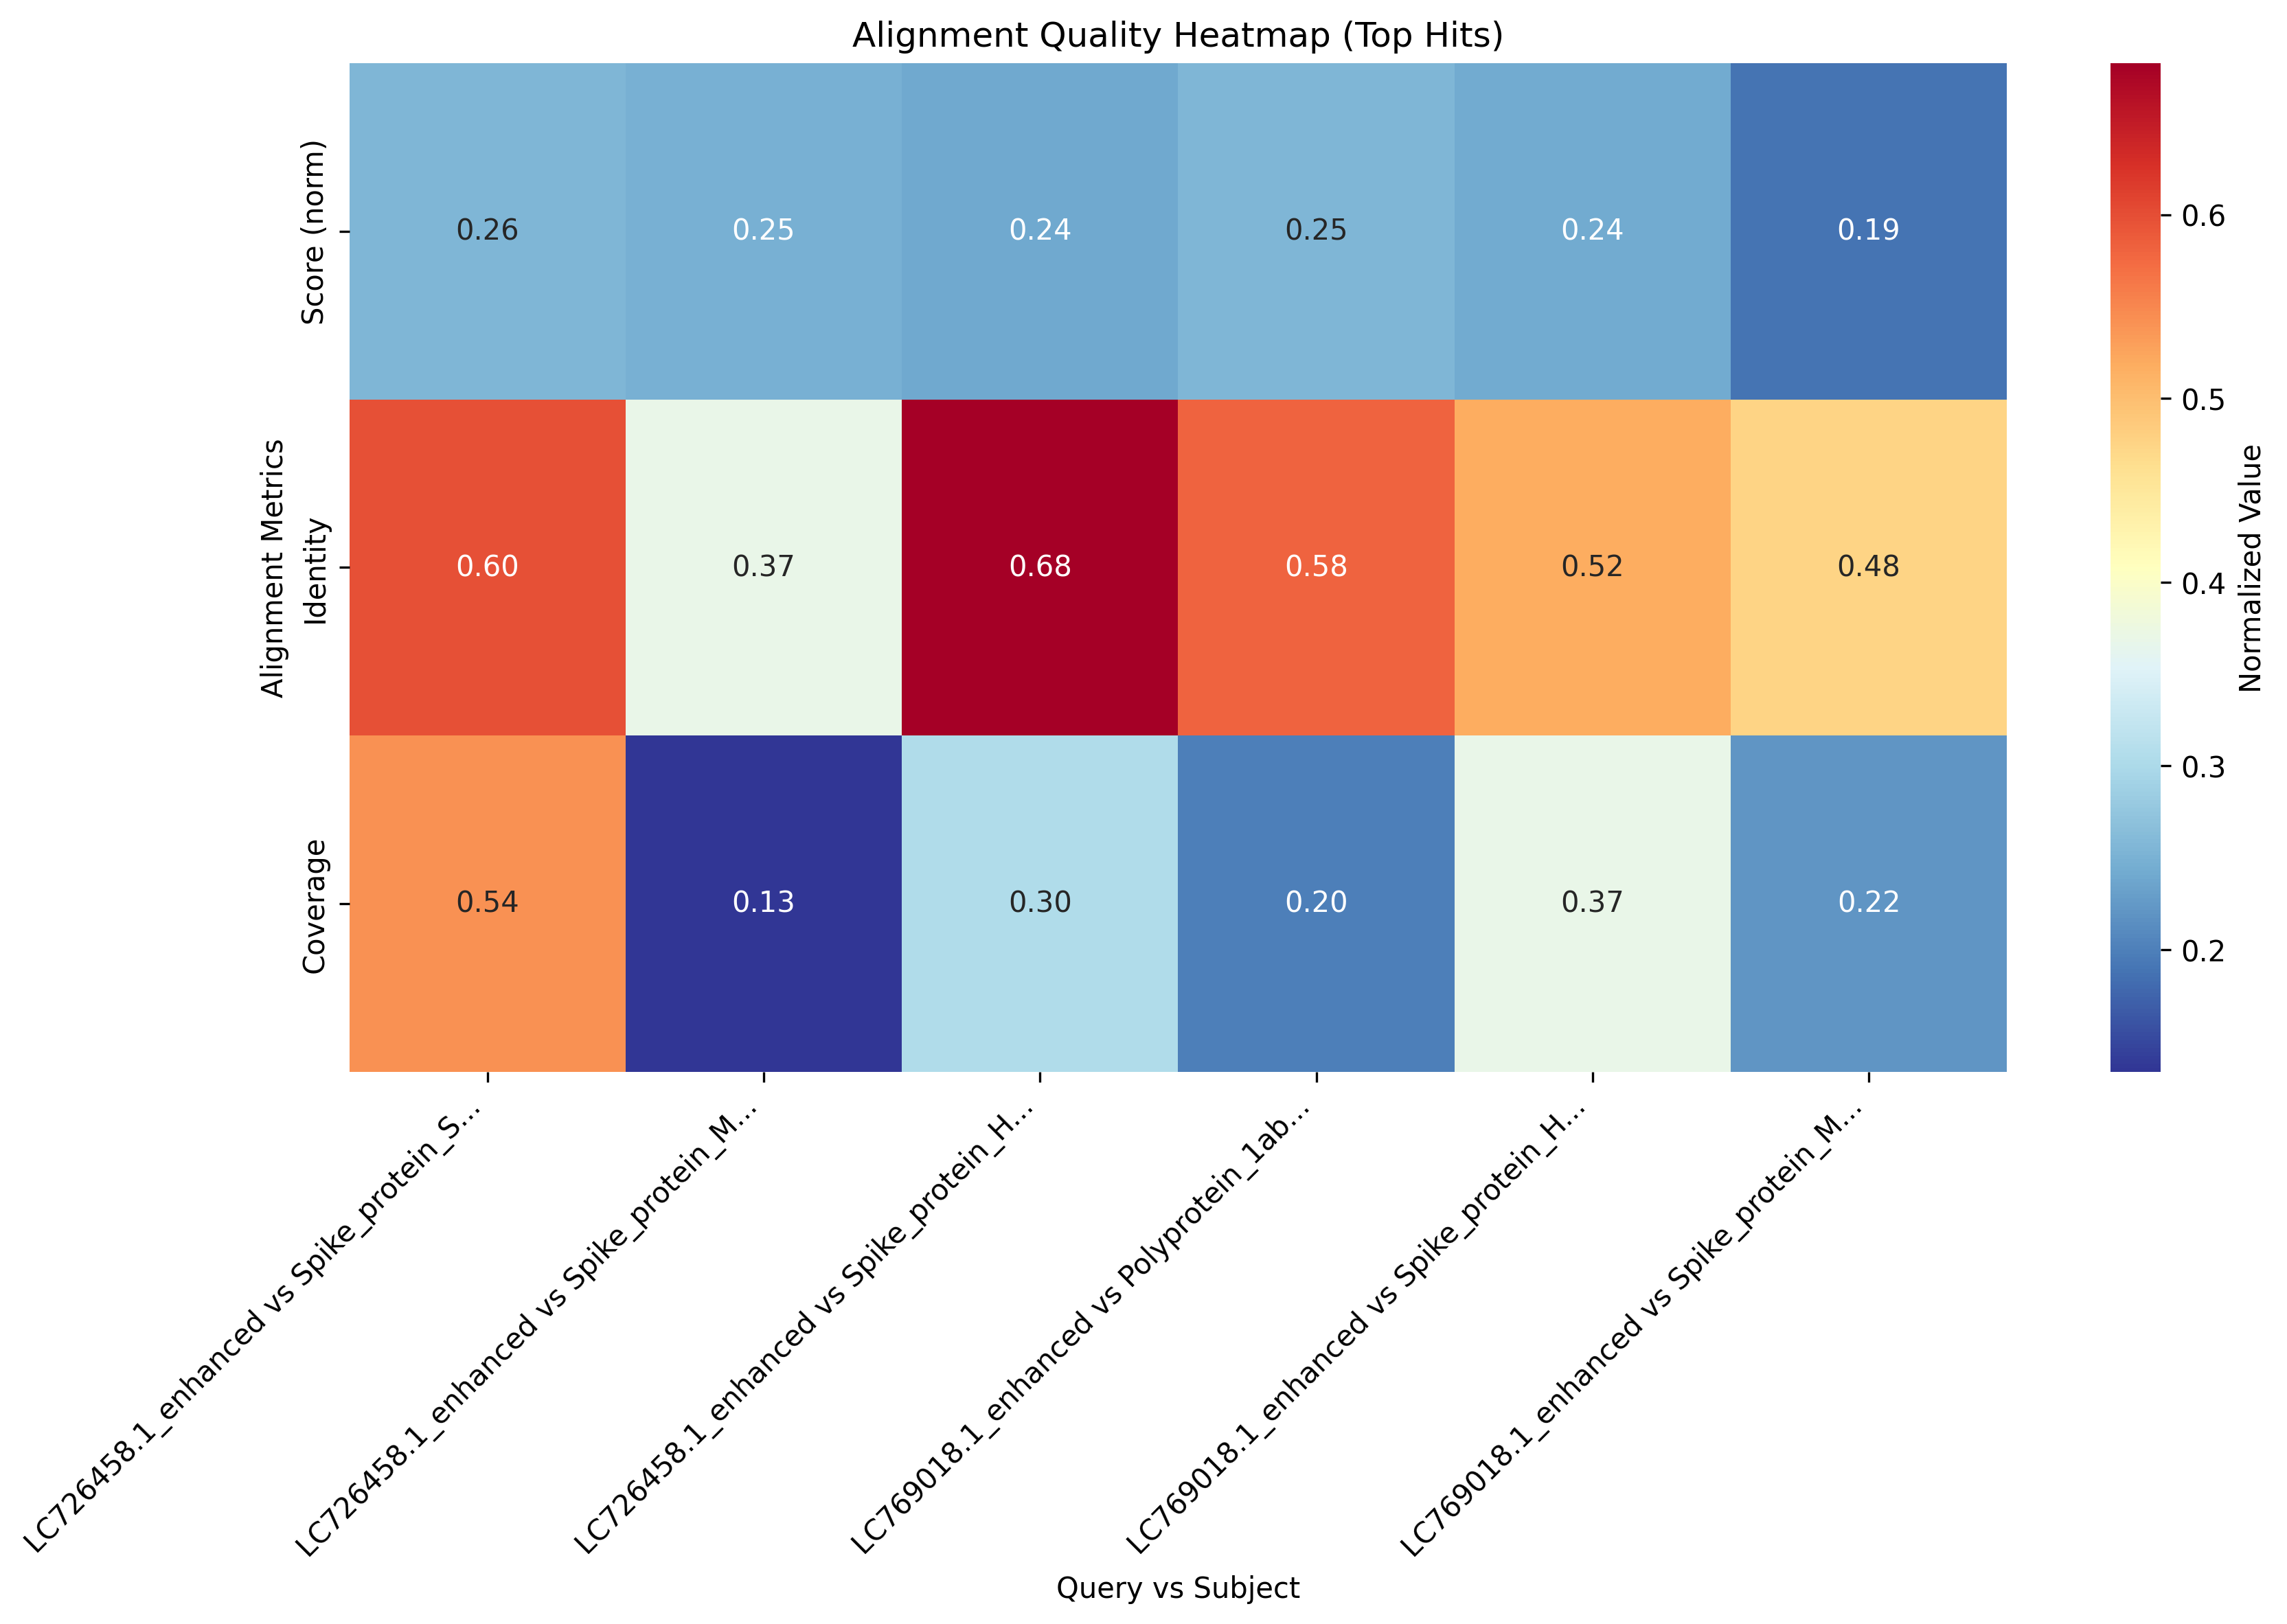 Alignment Quality Heatmap (Top Hits)
Alignment Metrics
Score (norm)
0.26 0.25 0.24 0.25 0.24 0.19
Identity
0.60 0.37 0.68 0.58 0.52 0.48
Coverage
0.54 0.13 0.30 0.20 0.37 0.22
LC726458.1_enhanced vs Spike_protein_S...
LC726458.1_enhanced vs Spike_protein_M...
LC726458.1_enhanced vs Spike_protein_H...
LC769018.1_enhanced vs Polyprotein_1ab...
LC769018.1_enhanced vs Spike_protein_H...
LC769018.1_enhanced vs Spike_protein_M...
Query vs Subject
0.6
0.5
0.4
0.3
0.2
Normalized Value